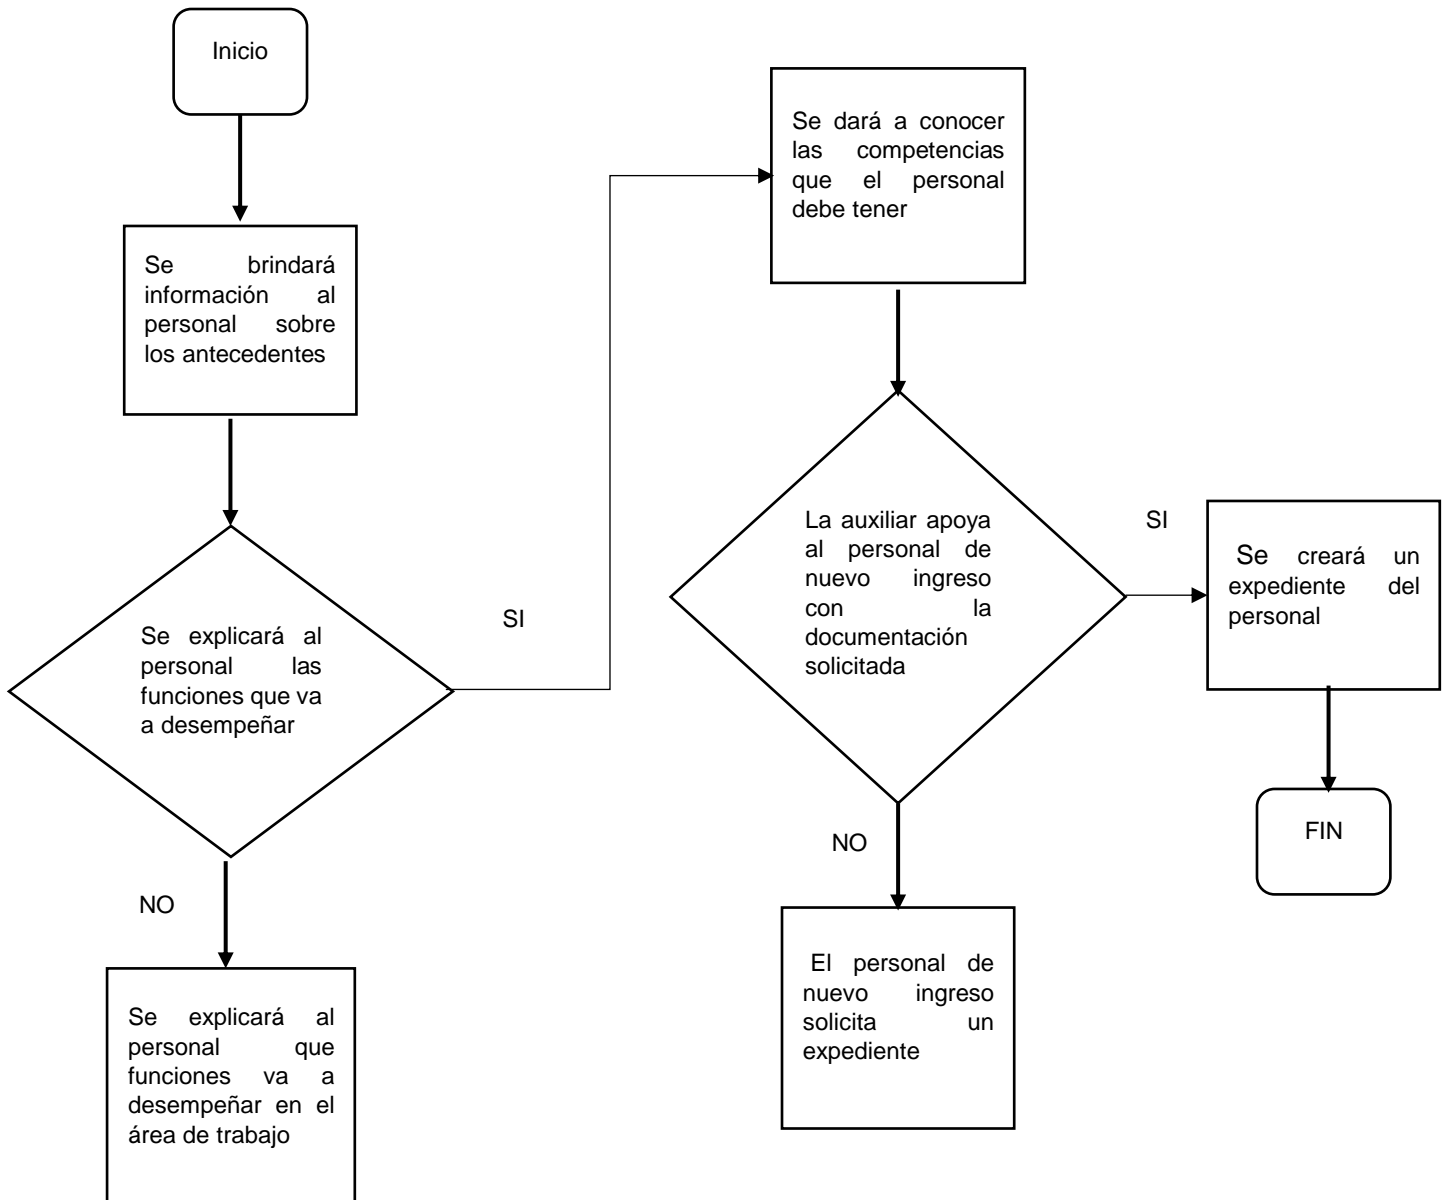 Inicio
Se brindará
información al
personal sobre
los antecedentes
Se explicará al
personal las
funciones que va
a desempeñar
SI
NO
Se explicará al
personal que
funciones va a
desempeñar en el
área de trabajo
Se dará a conocer
las competencias
que el personal
debe tener
La auxiliar apoya
al personal de
nuevo ingreso
con la
documentación
solicitada
SI
NO
El personal de
nuevo ingreso
solicita un
expediente
Se creará un
expediente del
personal
FIN